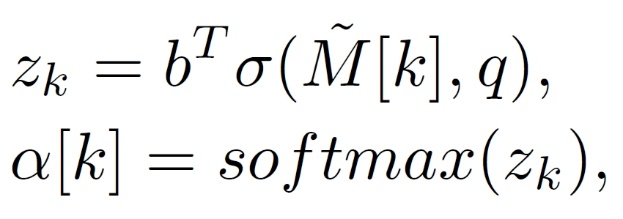 z_k = b^T σ(M̃[k], q),
α[k] = softmax(z_k),